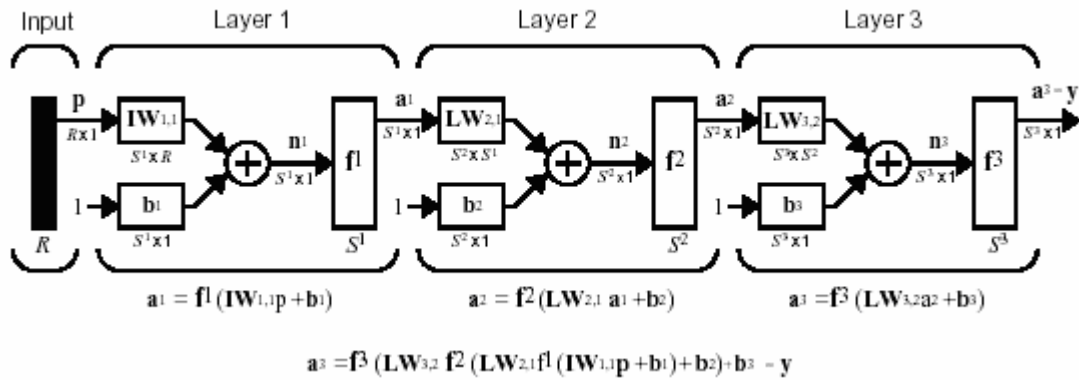 Input Layer 1 Layer 2 Layer 3
p a1 a2 a3 - y
IW1,1 LW2,1 LW3,2
R x 1 S1 x 1 S2 x 1 S3 x 1
S1 x R n1 S2 x S1 n2 S3 x S2 n3
f1 f2 f3
S1 x 1 S2 x 1 S3 x 1
1 b1 1 b2 1 b3
R S1 x 1 S1 S2 x 1 S2 S3 x 1 S3
a1 = f1 (IW1,1p + b1) a2 = f2 (LW2,1 a1 + b2) a3 = f3 (LW3,2a2 + b3)
a3 = f3 (LW3,2 f2 (LW2,1f1 (IW1,1p + b1) + b2) + b3 - y